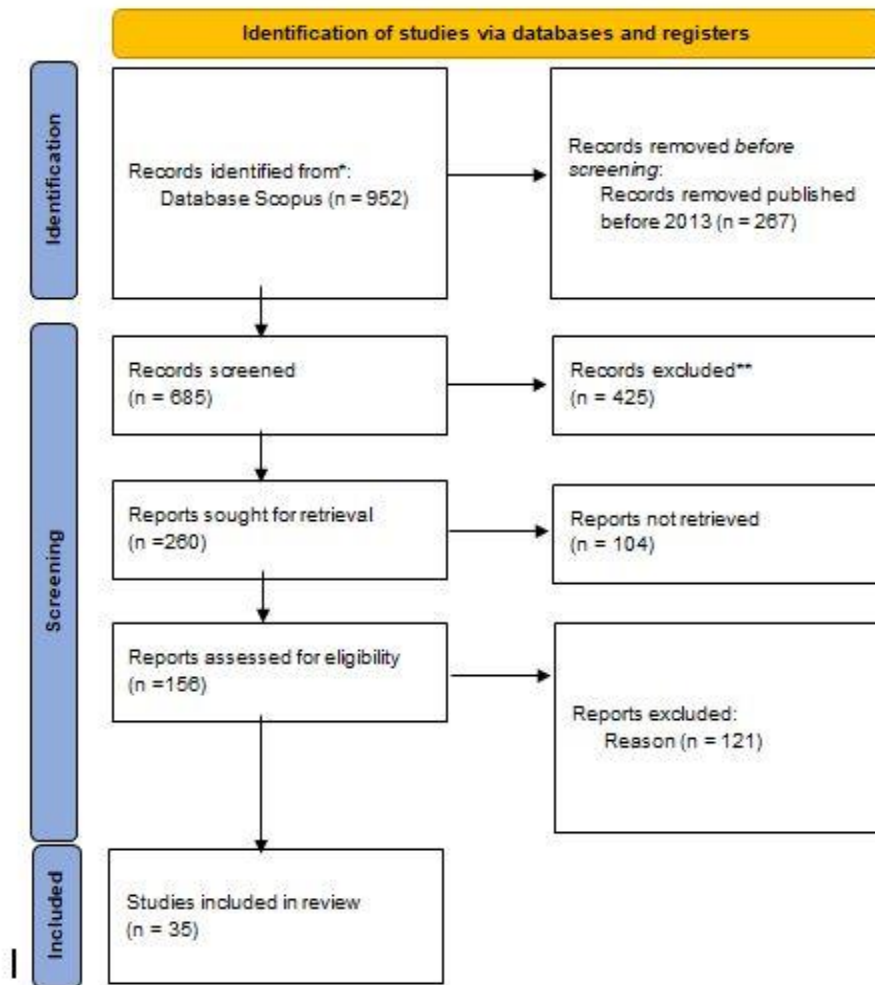 Identification of studies via databases and registers
Identification
Records identified from*:
Database Scopus (n = 952)
Records removed before
screening:
Records removed published
before 2013 (n = 267)
Screening
Records screened
(n = 685)
Records excluded**
(n = 425)
Reports sought for retrieval
(n =260)
Reports not retrieved
(n = 104)
Reports assessed for eligibility
(n =156)
Reports excluded:
Reason (n = 121)
Included
Studies included in review
(n = 35)